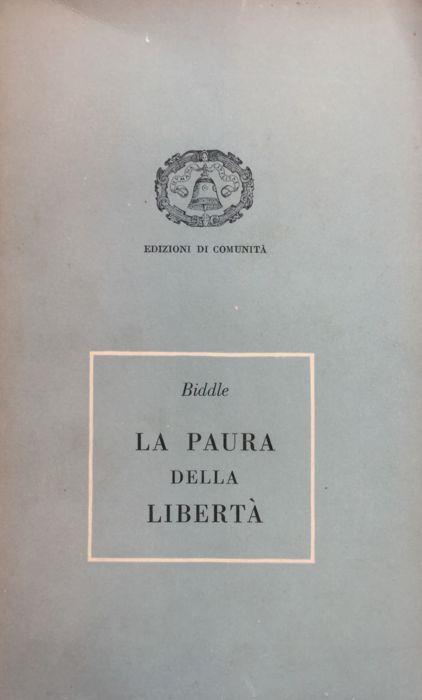 EDIZIONI DI COMUNITÀ
Biddle
LA PAURA
DELLA
LIBERTÀ